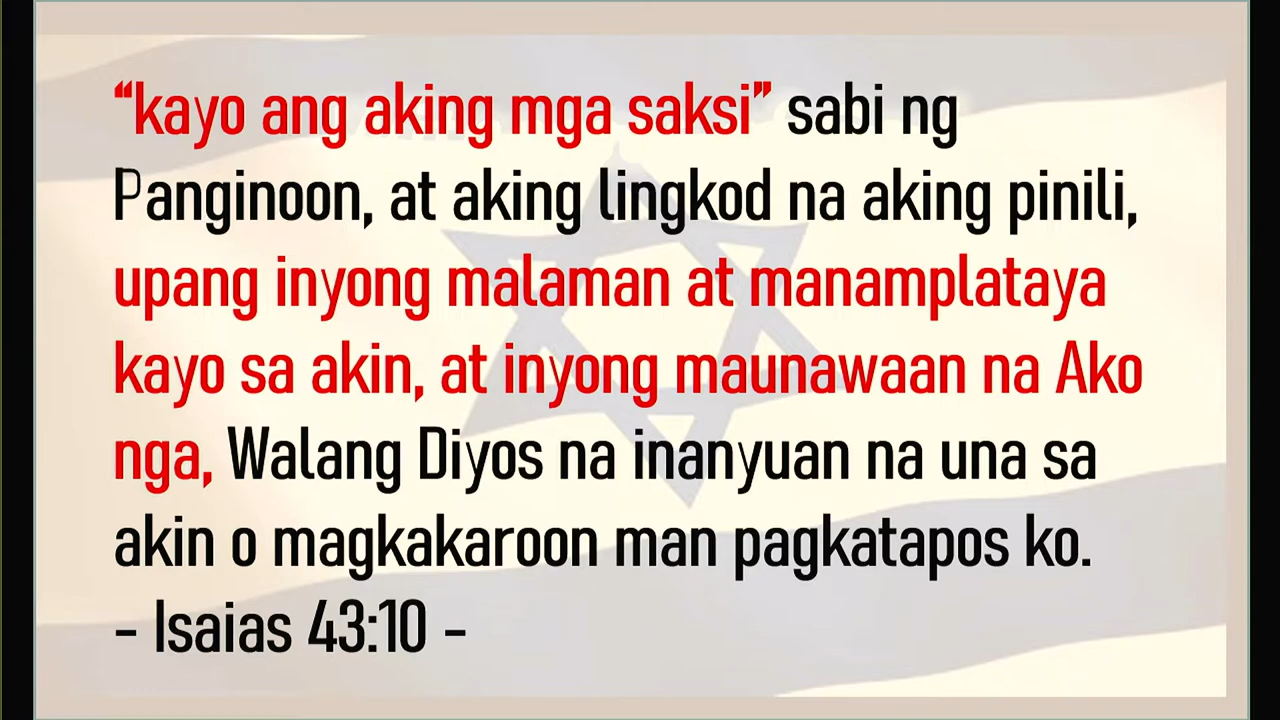 “kayo ang aking mga saksi” sabi ng
Panginoon, at aking lingkod na aking pinili,
upang inyong malaman at manamplataya
kayo sa akin, at inyong maunawaan na Ako
nga, Walang Diyos na inanyuan na una sa
akin o magkakaroon man pagkatapos ko.
- Isaias 43:10 -